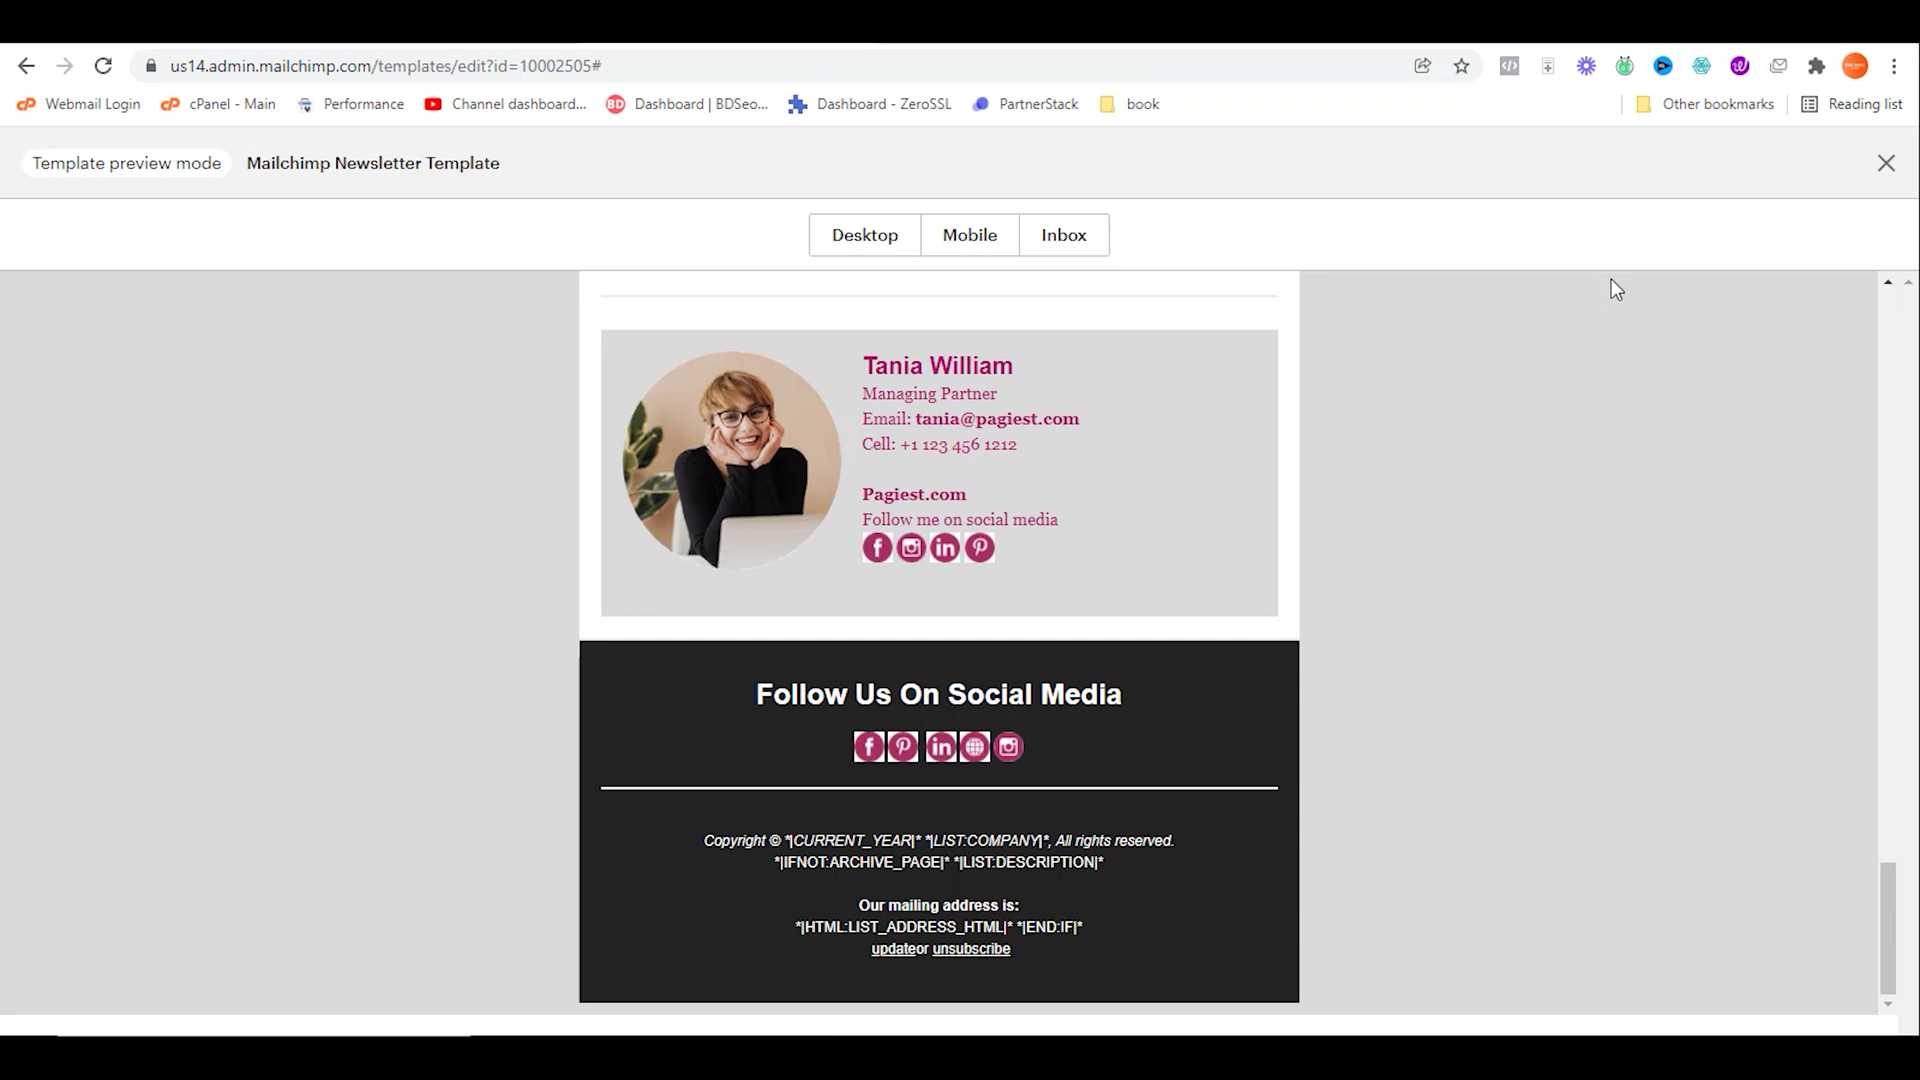 us14.admin.mailchimp.com/templates/edit?id=10002505#
Webmail Login cPanel - Main Performance Channel dashboard... BD Dashboard | BDSeo... Dashboard - ZeroSSL PartnerStack book Other bookmarks Reading list
Template preview mode Mailchimp Newsletter Template
Desktop Mobile Inbox
Tania William
Managing Partner
Email: tania@pagiest.com
Cell: +1 123 456 1212
Pagiest.com
Follow me on social media
Follow Us On Social Media
Copyright © *|CURRENT_YEAR|* *|LIST:COMPANY|*, All rights reserved.
*|IFNOT:ARCHIVE_PAGE|* *|LIST:DESCRIPTION|*
Our mailing address is:
*|HTML:LIST_ADDRESS_HTML|* *|END:IF|*
updateor unsubscribe